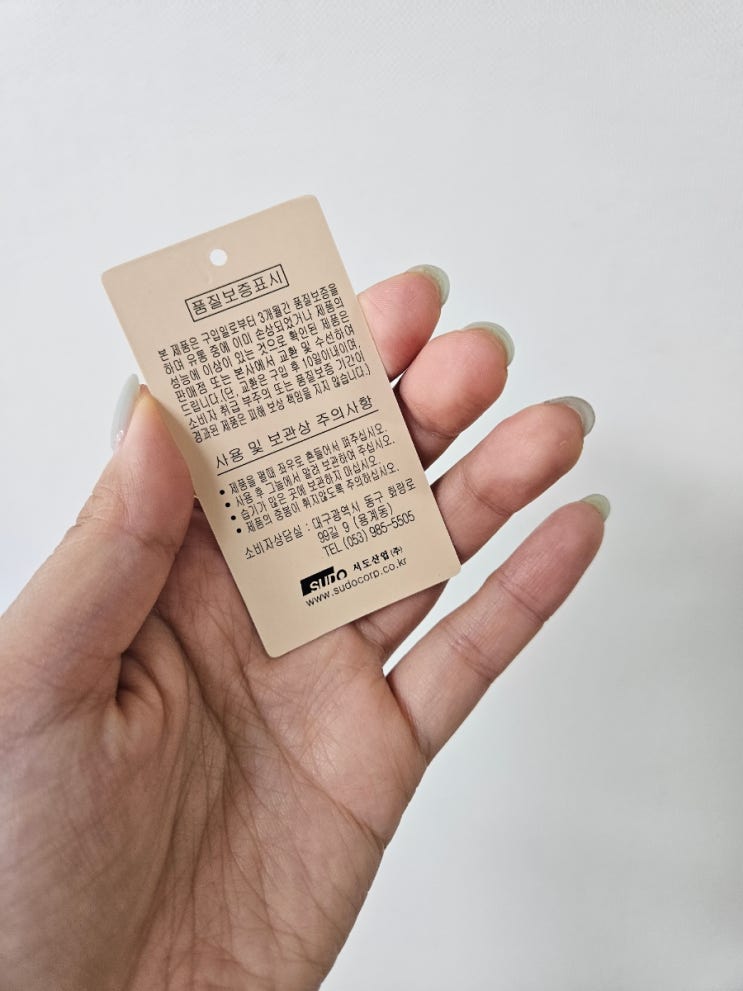 품질보증표시
본 제품은 구입일로부터 3개월간 품질보증을
하며 유통 중에 이미 손상되었거나 제품의
성능에 이상이 있는 것으로 확인된 제품은
판매점 또는 본사에서 교환 및 수선하여
드립니다.(단, 교환은 구입 후 10일이내이며,
소비자 취급 부주의 또는 품질보증 기간이
경과된 제품은 피해 보상 책임을 지지 않습니다.)
사용 및 보관상 주의사항
• 제품을 펼때 좌우로 흔들어서 펴주십시오.
• 사용 후 그늘에서 말려 보관하여 주십시오.
• 습기가 많은 곳에 보관하지 마십시오.
• 제품의 중봉이 휘지않도록 주의하십시오.
소비자상담실 : 대구광역시 동구 화랑로
99길 9 (용계동)
TEL (053) 985-5505
SUDO 서도산업(주)
www.sudocorp.co.kr